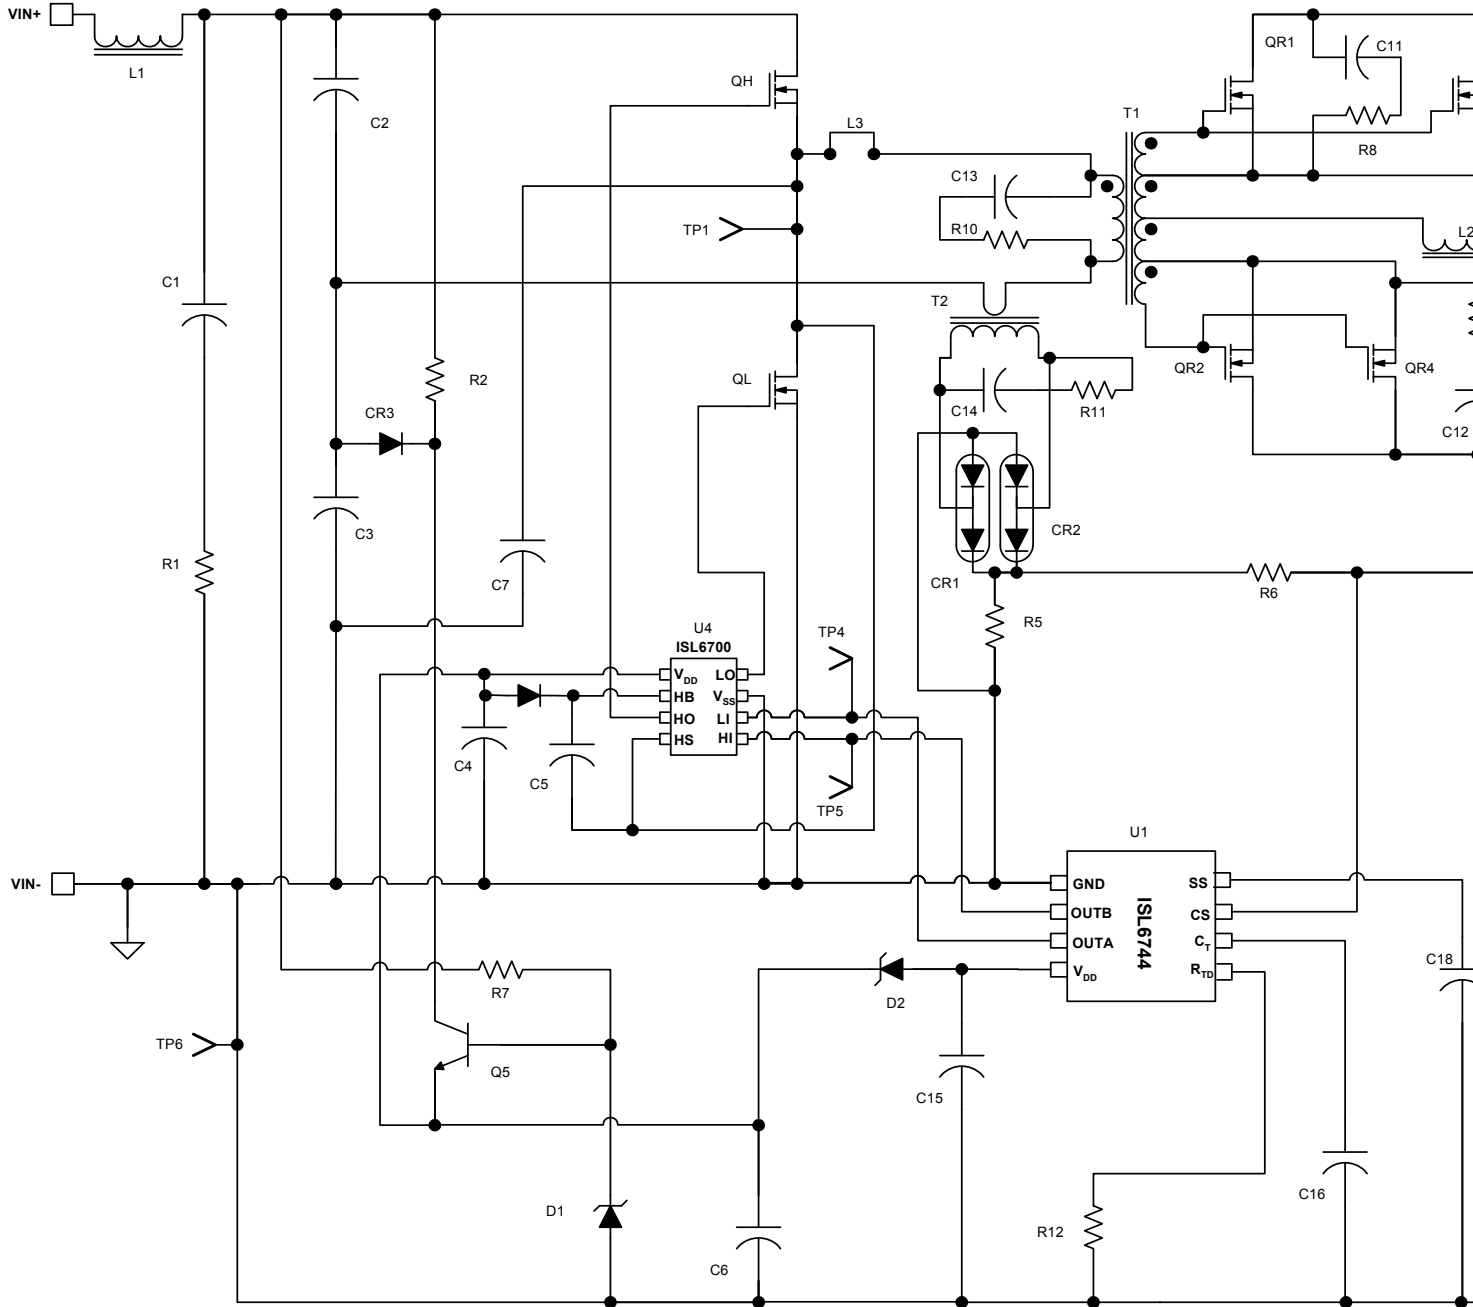 VIN+
L1
QR1
C11
QH
C2
L3
T1
R8
C13
TP1
R10
L2
C1
T2
R2
QL
QR2
QR4
CR3
C14
R11
C12
C3
CR2
R1
C7
CR1
R6
R5
U4
TP4
ISL6700
VDD
LO
HB
VSS
HO
LI
HS
HI
C4
C5
TP5
U1
VIN-
GND
SS
OUTB
CS
OUTA
CT
VDD
RTD
ISL6744
C18
R7
D2
TP6
Q5
C15
C16
D1
R12
C6